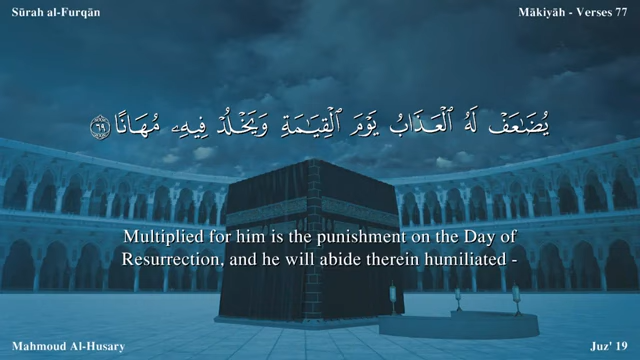 Sūrah al-Furqān
Mākiyāh - Verses 77
يُضَٰعَفْ لَهُ ٱلْعَذَابُ يَوْمَ ٱلْقِيَٰمَةِ وَيَخْلُدْ فِيهِۦ مُهَانًا ٦٩
Multiplied for him is the punishment on the Day of
Resurrection, and he will abide therein humiliated -
Mahmoud Al-Husary
Juz' 19